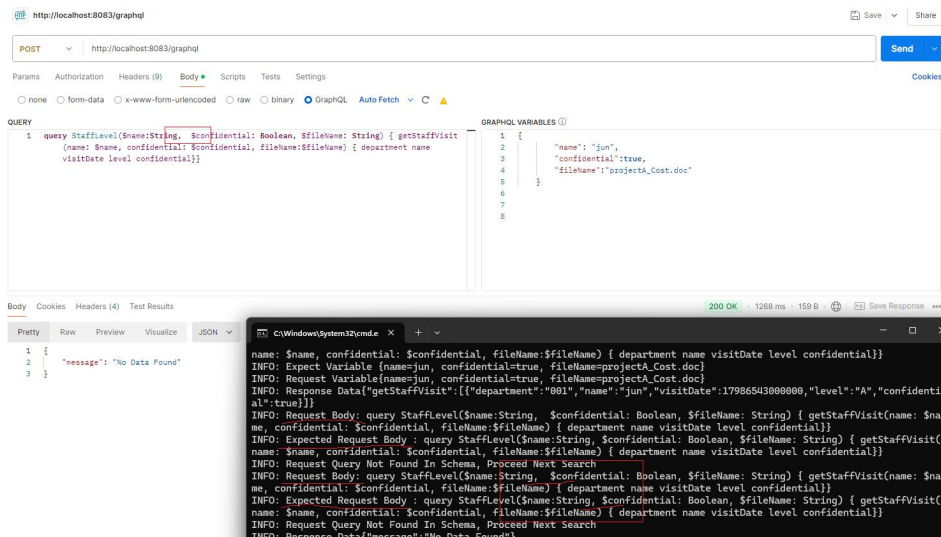 http://localhost:8083/graphql
Save
Share
POST
http://localhost:8083/graphql
Send
Params Authorization Headers (9) Body Scripts Tests Settings
Cookies
none form-data x-www-form-urlencoded raw binary GraphQL Auto Fetch
QUERY
1 query StaffLevel($name:String,  $confidential: Boolean, $fileName: String) { getStaffVisit
(name: $name, confidential: $confidential, fileName:$fileName) { department name
visitDate level confidential}}
GRAPHQL VARIABLES
1 {
2 "name": "jun",
3 "confidential":true,
4 "fileName":"projectA_Cost.doc"
5 }
6
7
8
Body Cookies Headers (4) Test Results
200 OK 1268 ms 159 B Save Response
Pretty Raw Preview Visualize JSON
1 {
2 "message": "No Data Found"
3 }
C:\Windows\System32\cmd.e
name: $name, confidential: $confidential, fileName:$fileName) { department name visitDate level confidential}}
INFO: Expect Variable {name=jun, confidential=true, fileName=projectA_Cost.doc}
INFO: Request Variable{name=jun, confidential=true, fileName=projectA_Cost.doc}
INFO: Response Data{"getStaffVisit":[{"department":"001","name":"jun","visitDate":17986543000000,"level":"A","confidenti
al":true}]}
INFO: Request Body: query StaffLevel($name:String,  $confidential: Boolean, $fileName: String) { getStaffVisit(name: $na
me, confidential: $confidential, fileName:$fileName) { department name visitDate level confidential}}
INFO: Expected Request Body : query StaffLevel($name:String, $confidential: Boolean, $fileName: String) { getStaffVisit(
name: $name, confidential: $confidential, fileName:$fileName) { department name visitDate level confidential}}
INFO: Request Query Not Found In Schema, Proceed Next Search
INFO: Request Body: query StaffLevel($name:String,  $confidential: Boolean, $fileName: String) { getStaffVisit(name: $na
me, confidential: $confidential, fileName:$fileName) { department name visitDate level confidential}}
INFO: Expected Request Body : query StaffLevel($name:String, $confidential: Boolean, $fileName: String) { getStaffVisit(
name: $name, confidential: $confidential, fileName:$fileName) { department name visitDate level confidential}}
INFO: Request Query Not Found In Schema, Proceed Next Search
INFO: Response Data{"message":"No Data Found"}